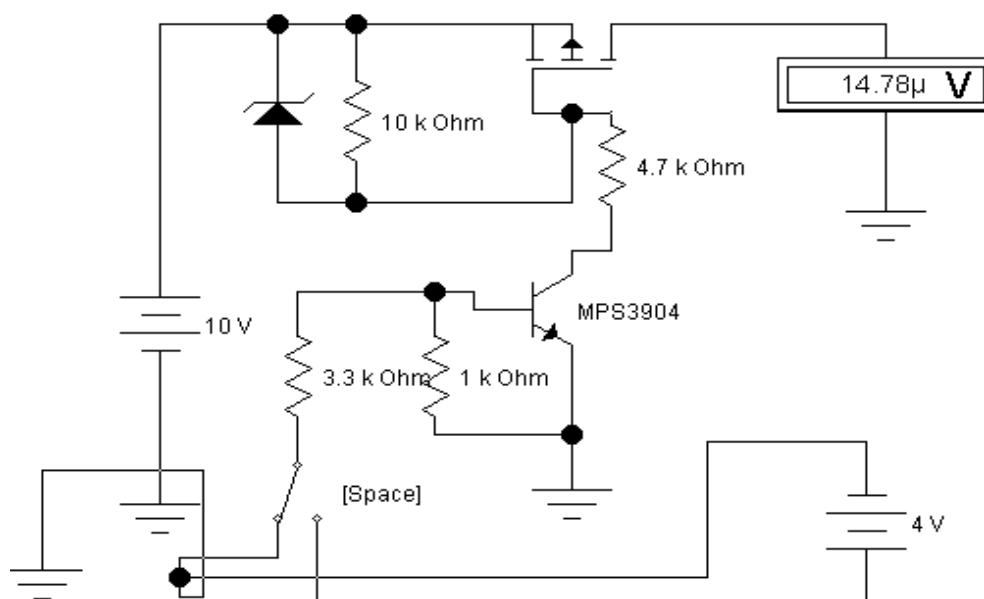 14.78µ V
10 k Ohm
4.7 k Ohm
MPS3904
10 V
3.3 k Ohm
1 k Ohm
[Space]
4 V